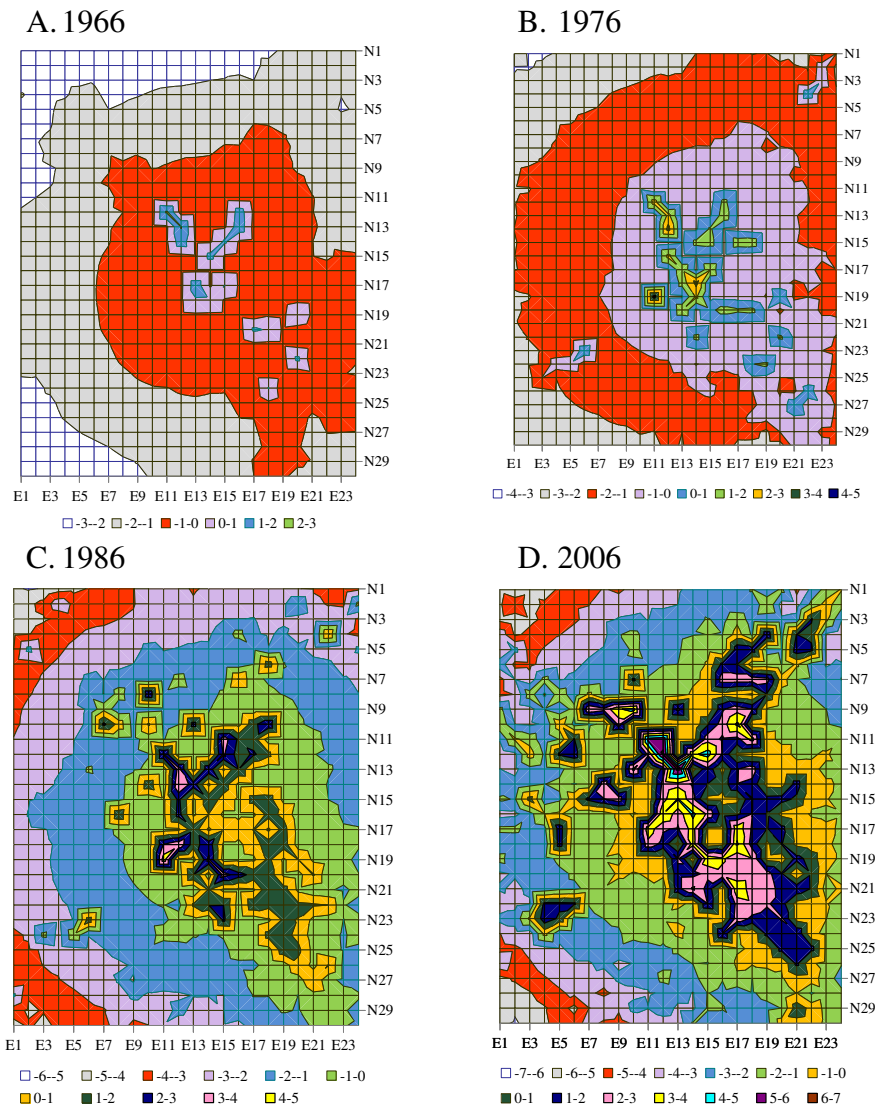 A. 1966
N1
N3
N5
N7
N9
N11
N13
N15
N17
N19
N21
N23
N25
N27
N29
E1 E3 E5 E7 E9 E11 E13 E15 E17 E19 E21 E23
-3--2 -2--1 -1-0 0-1 1-2 2-3
B. 1976
N1
N3
N5
N7
N9
N11
N13
N15
N17
N19
N21
N23
N25
N27
N29
E1 E3 E5 E7 E9 E11 E13 E15 E17 E19 E21 E23
-4--3 -3--2 -2--1 -1-0 0-1 1-2 2-3 3-4 4-5
C. 1986
N1
N3
N5
N7
N9
N11
N13
N15
N17
N19
N21
N23
N25
N27
N29
E1 E3 E5 E7 E9 E11 E13 E15 E17 E19 E21 E23
-6--5 -5--4 -4--3 -3--2 -2--1 -1-0
0-1 1-2 2-3 3-4 4-5
D. 2006
N1
N3
N5
N7
N9
N11
N13
N15
N17
N19
N21
N23
N25
N27
N29
E1 E3 E5 E7 E9 E11 E13 E15 E17 E19 E21 E23
-7--6 -6--5 -5--4 -4--3 -3--2 -2--1 -1-0
0-1 1-2 2-3 3-4 4-5 5-6 6-7